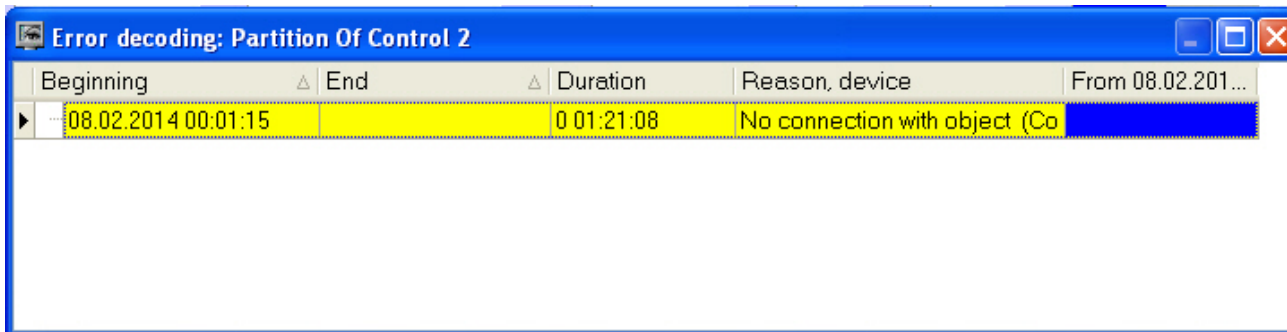 Error decoding: Partition Of Control 2
Beginning End Duration Reason, device From 08.02.201...
08.02.2014 00:01:15 0 01:21:08 No connection with object (Co